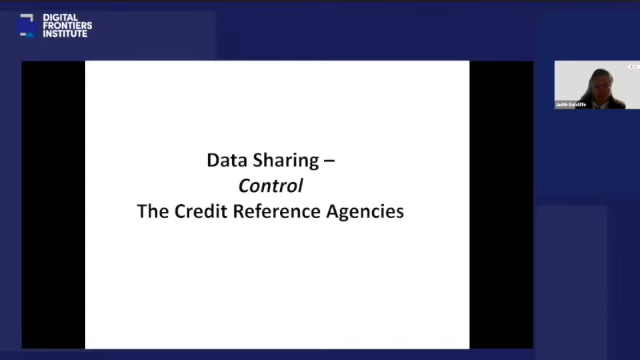 DIGITAL
FRONTIERS
INSTITUTE
Data Sharing –
Control
The Credit Reference Agencies